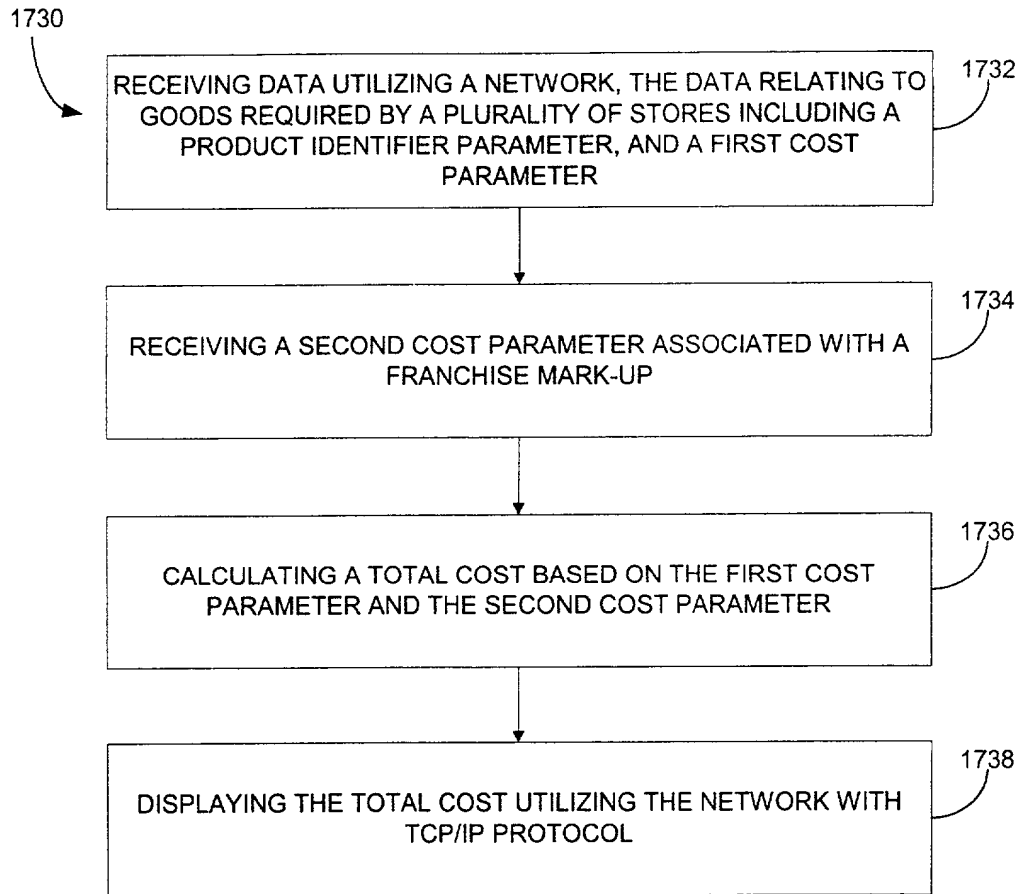 1730
1732
RECEIVING DATA UTILIZING A NETWORK, THE DATA RELATING TO
GOODS REQUIRED BY A PLURALITY OF STORES INCLUDING A
PRODUCT IDENTIFIER PARAMETER, AND A FIRST COST
PARAMETER
1734
RECEIVING A SECOND COST PARAMETER ASSOCIATED WITH A
FRANCHISE MARK-UP
1736
CALCULATING A TOTAL COST BASED ON THE FIRST COST
PARAMETER AND THE SECOND COST PARAMETER
1738
DISPLAYING THE TOTAL COST UTILIZING THE NETWORK WITH
TCP/IP PROTOCOL